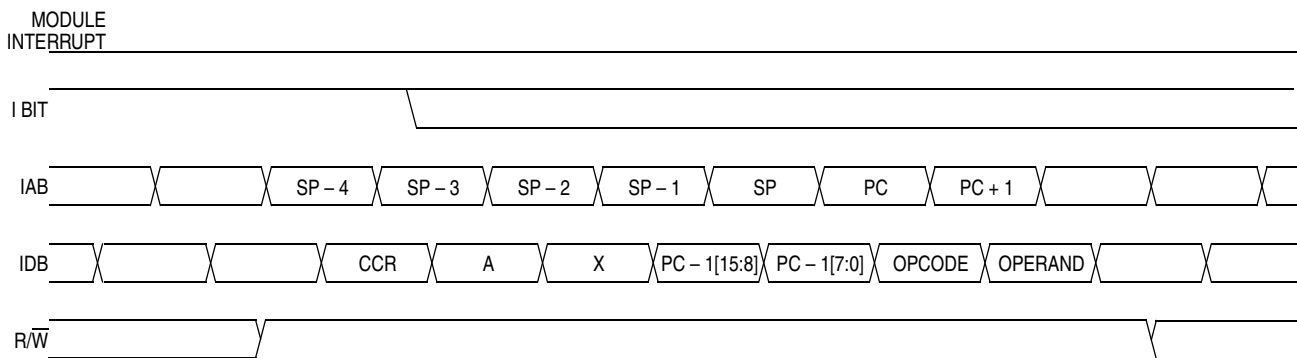 MODULE
INTERRUPT
I BIT
IAB SP – 4 SP – 3 SP – 2 SP – 1 SP PC PC + 1
IDB CCR A X PC – 1[15:8] PC – 1[7:0] OPCODE OPERAND
R/W̅